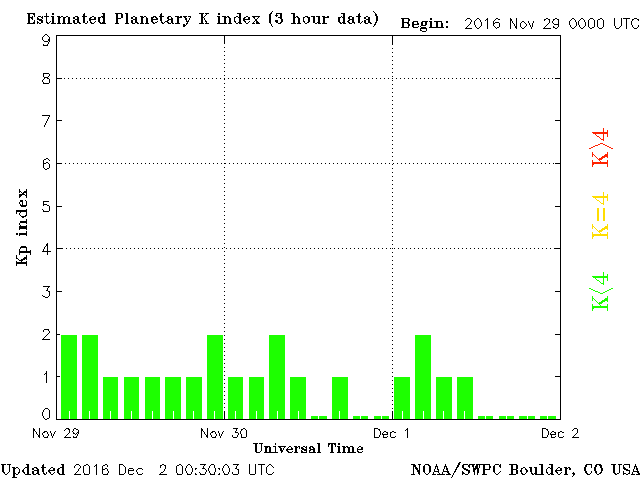 Estimated Planetary K index (3 hour data) Begin: 2016 Nov 29 0000 UTC
9
8
7
6
5
4
3
2
1
0
Kp index
K>4
K=4
K<4
Nov 29 Nov 30 Dec 1 Dec 2
Universal Time
Updated 2016 Dec 2 00:30:03 UTC NOAA/SWPC Boulder, CO USA